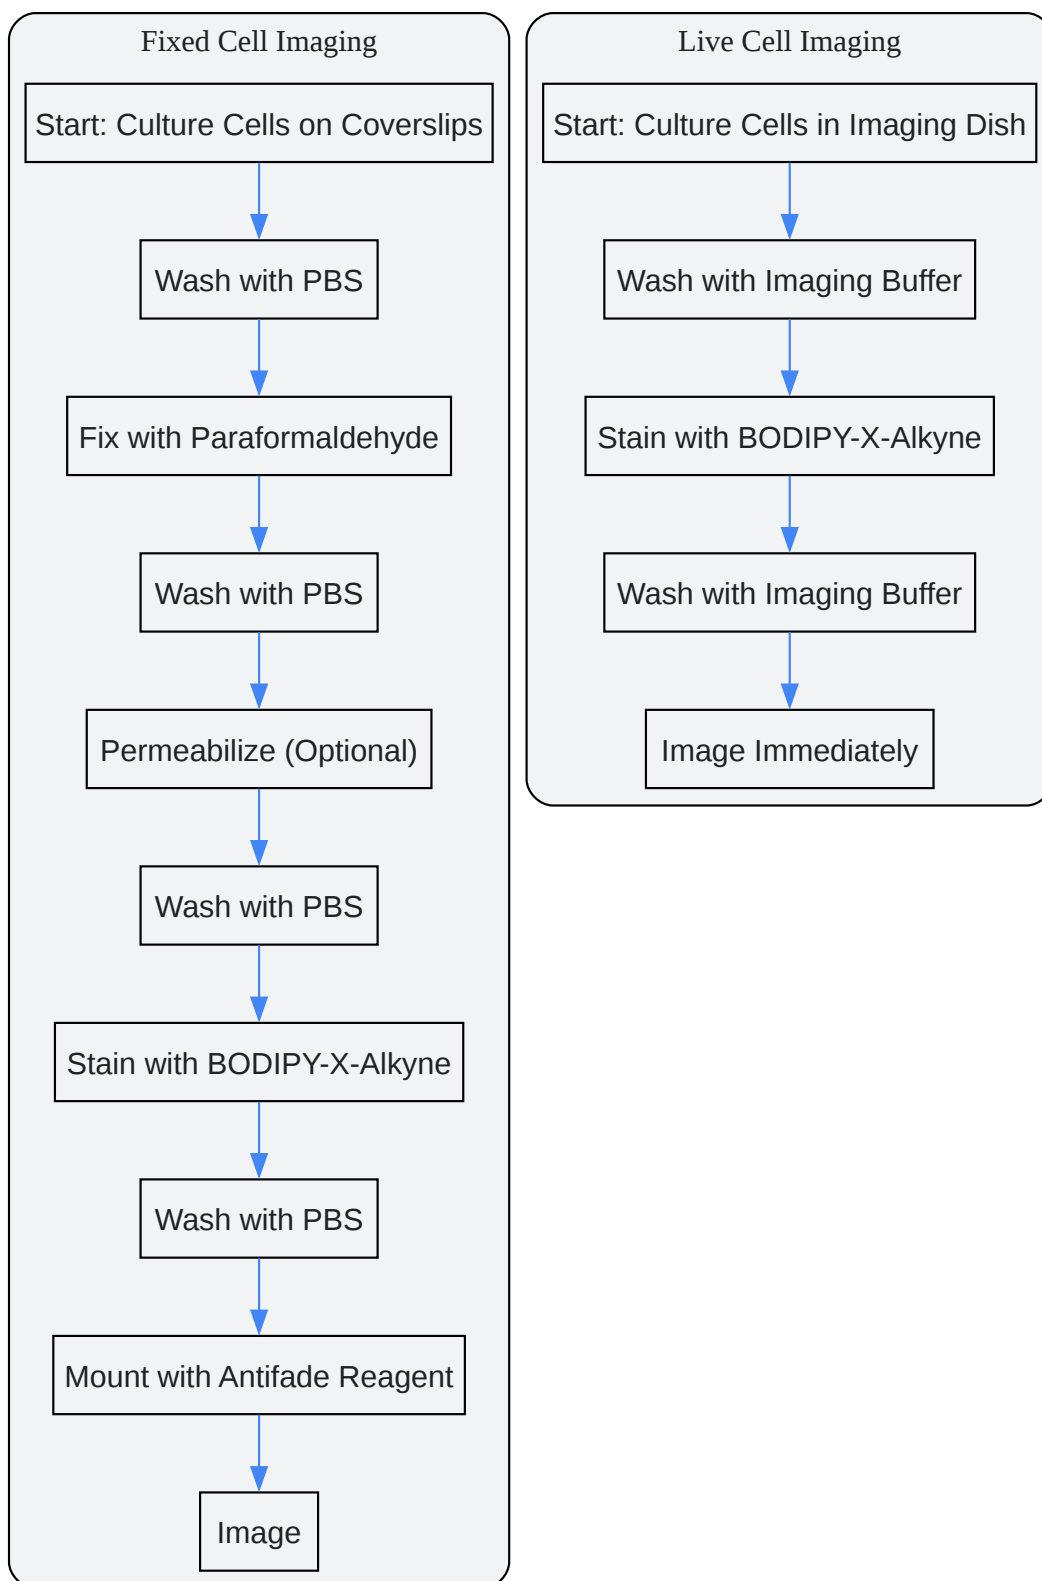 Fixed Cell Imaging
Start: Culture Cells on Coverslips
Wash with PBS
Fix with Paraformaldehyde
Wash with PBS
Permeabilize (Optional)
Wash with PBS
Stain with BODIPY-X-Alkyne
Wash with PBS
Mount with Antifade Reagent
Image
Live Cell Imaging
Start: Culture Cells in Imaging Dish
Wash with Imaging Buffer
Stain with BODIPY-X-Alkyne
Wash with Imaging Buffer
Image Immediately